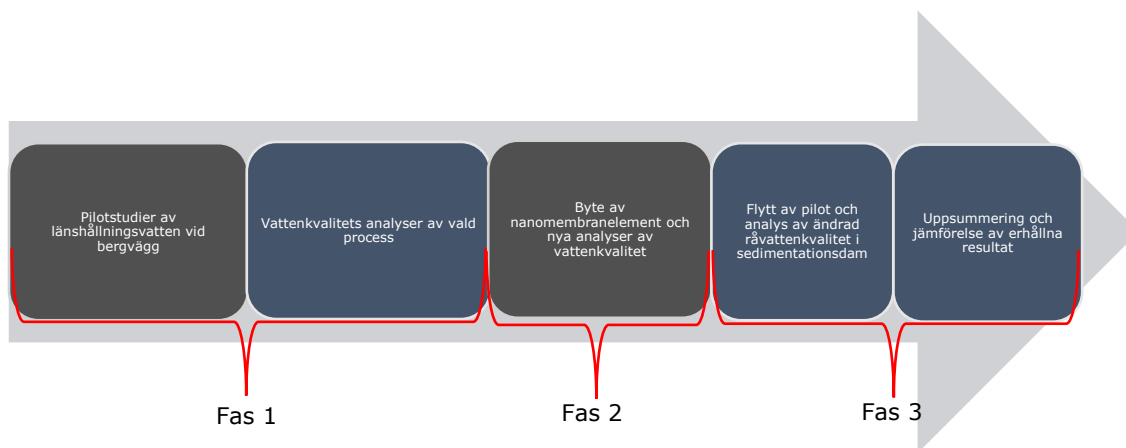 Pilotstudier av
länshållningsvatten vid
bergvägg
Vattenkvalitets analyser av vald
process
Byte av
nanomembranelement och
nya analyser av
vattenkvalitet
Flytt av pilot och
analys av ändrad
råvattenkvalitet i
sedimentationsdam
Uppsummering och
jämförelse av erhållna
resultat
Fas 1
Fas 2
Fas 3